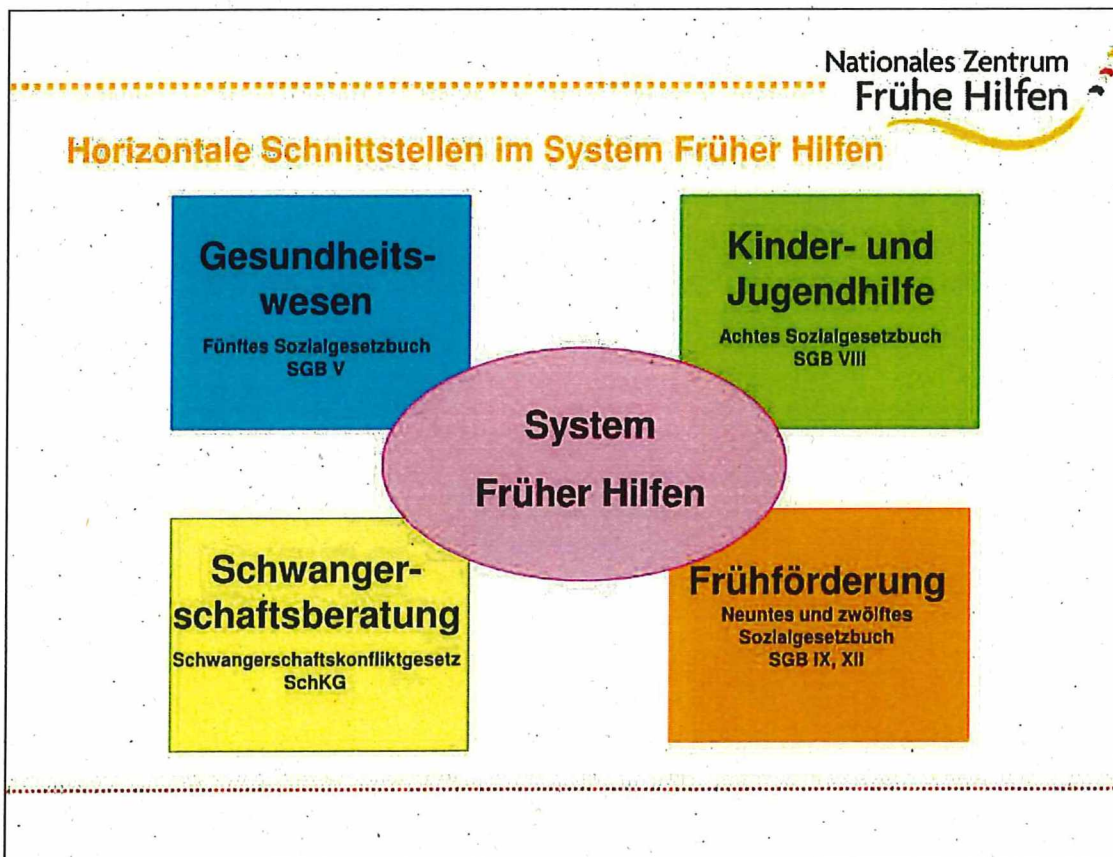 Nationales Zentrum
Frühe Hilfen
Horizontale Schnittstellen im System Früher Hilfen
Gesundheits-
wesen
Fünftes Sozialgesetzbuch
SGB V
Kinder- und
Jugendhilfe
Achtes Sozialgesetzbuch
SGB VIII
System
Früher Hilfen
Schwanger-
schaftsberatung
Schwangerschaftskonfliktgesetz
SchKG
Frühförderung
Neuntes und zwölftes
Sozialgesetzbuch
SGB IX, XII